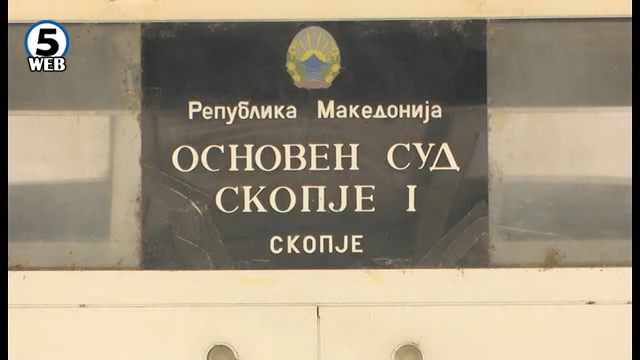 5
WEB
Република Македонија
ОСНОВЕН СУД
СКОПЈЕ I
СКОПЈЕ